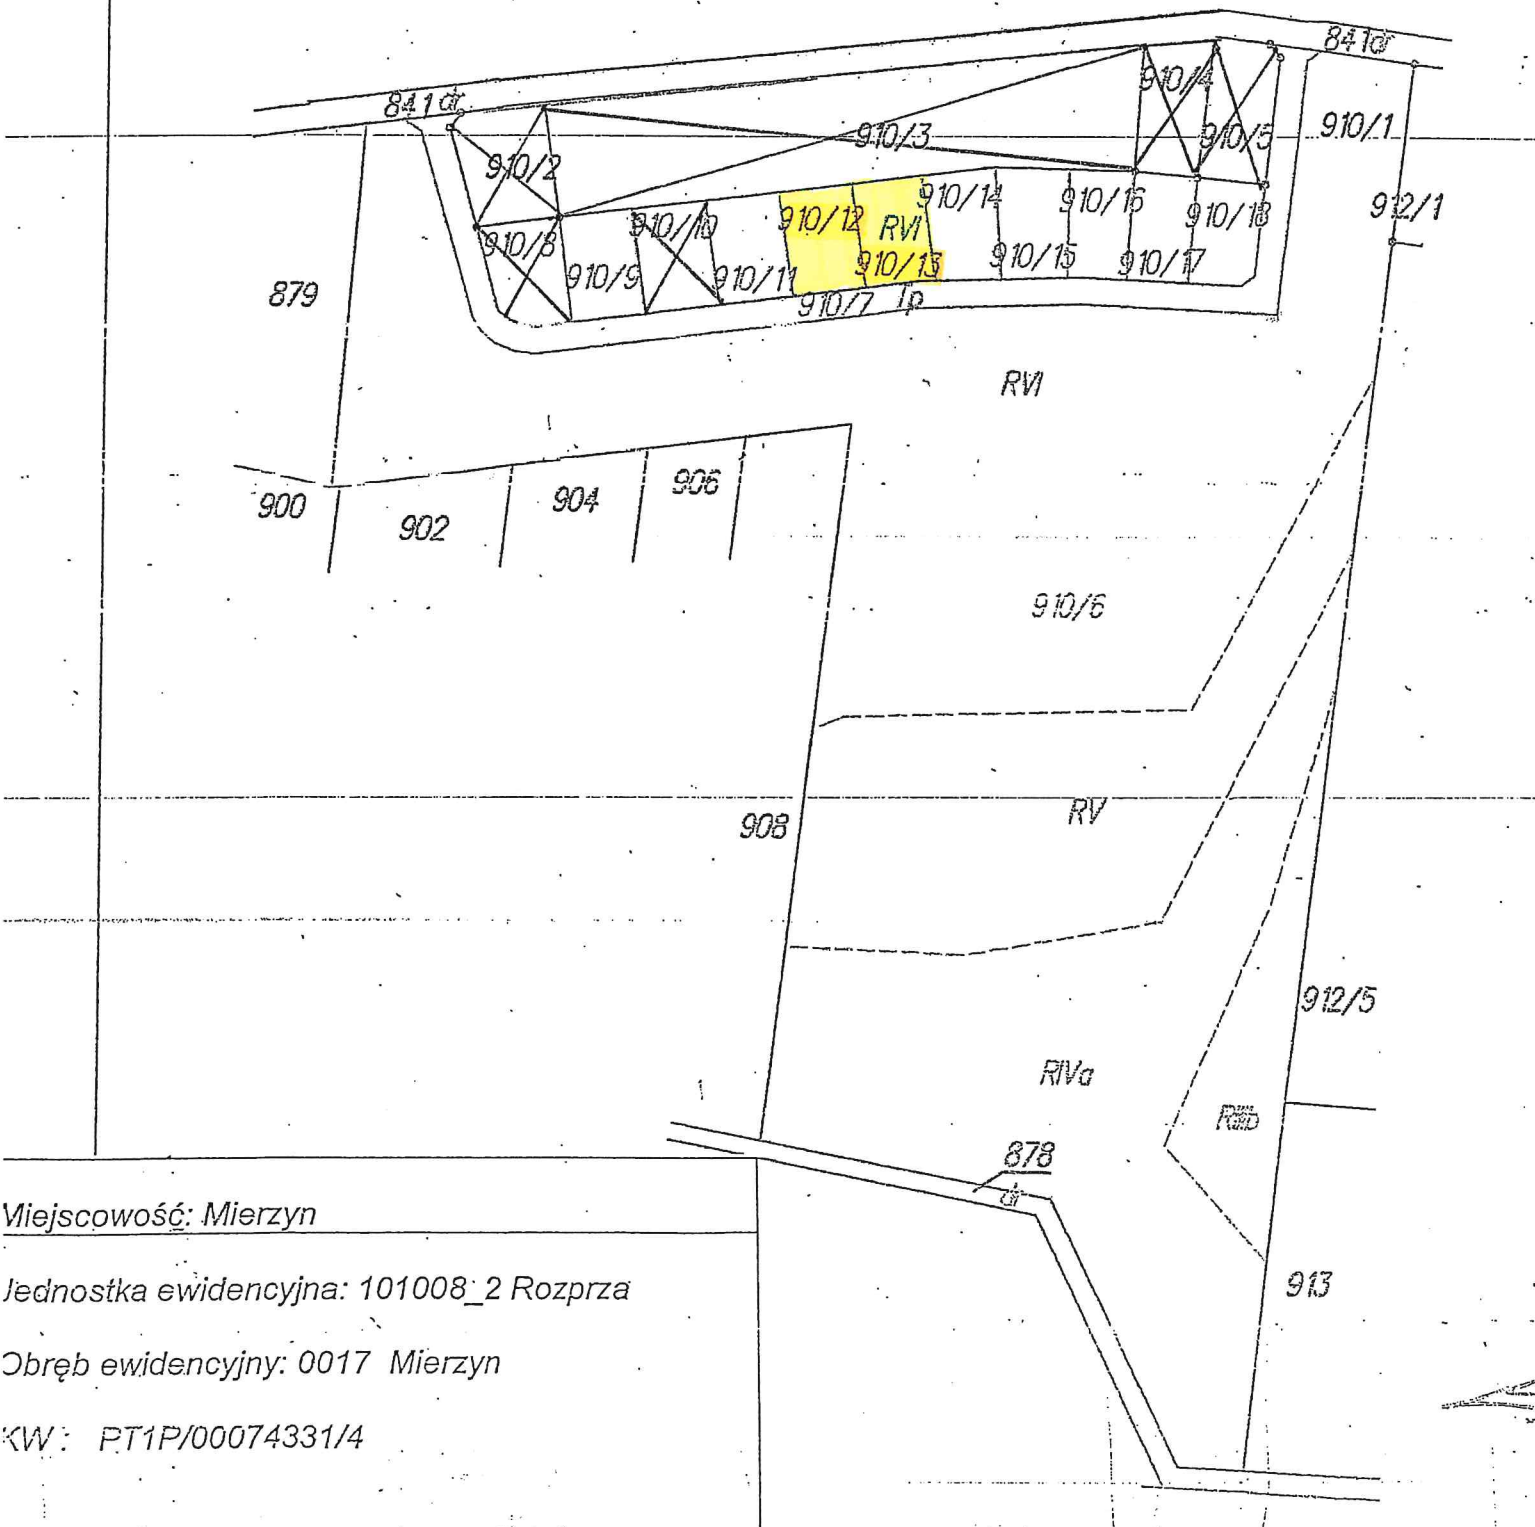 841 dr
841 dr
910/4
910/3
910/5
910/1
910/2
912/1
910/14
910/16
910/18
910/12
910/10
RVI
910/8
910/9
910/11
910/13
910/15
910/17
879
910/7 Tp
RVI
906
904
900
902
910/6
908
RV
912/5
RIVa
RIIIb
878
dr
913
Miejscowość: Mierzyn
Jednostka ewidencyjna: 101008_2 Rozprza
Obręb ewidencyjny: 0017 Mierzyn
KW: PT1P/00074331/4